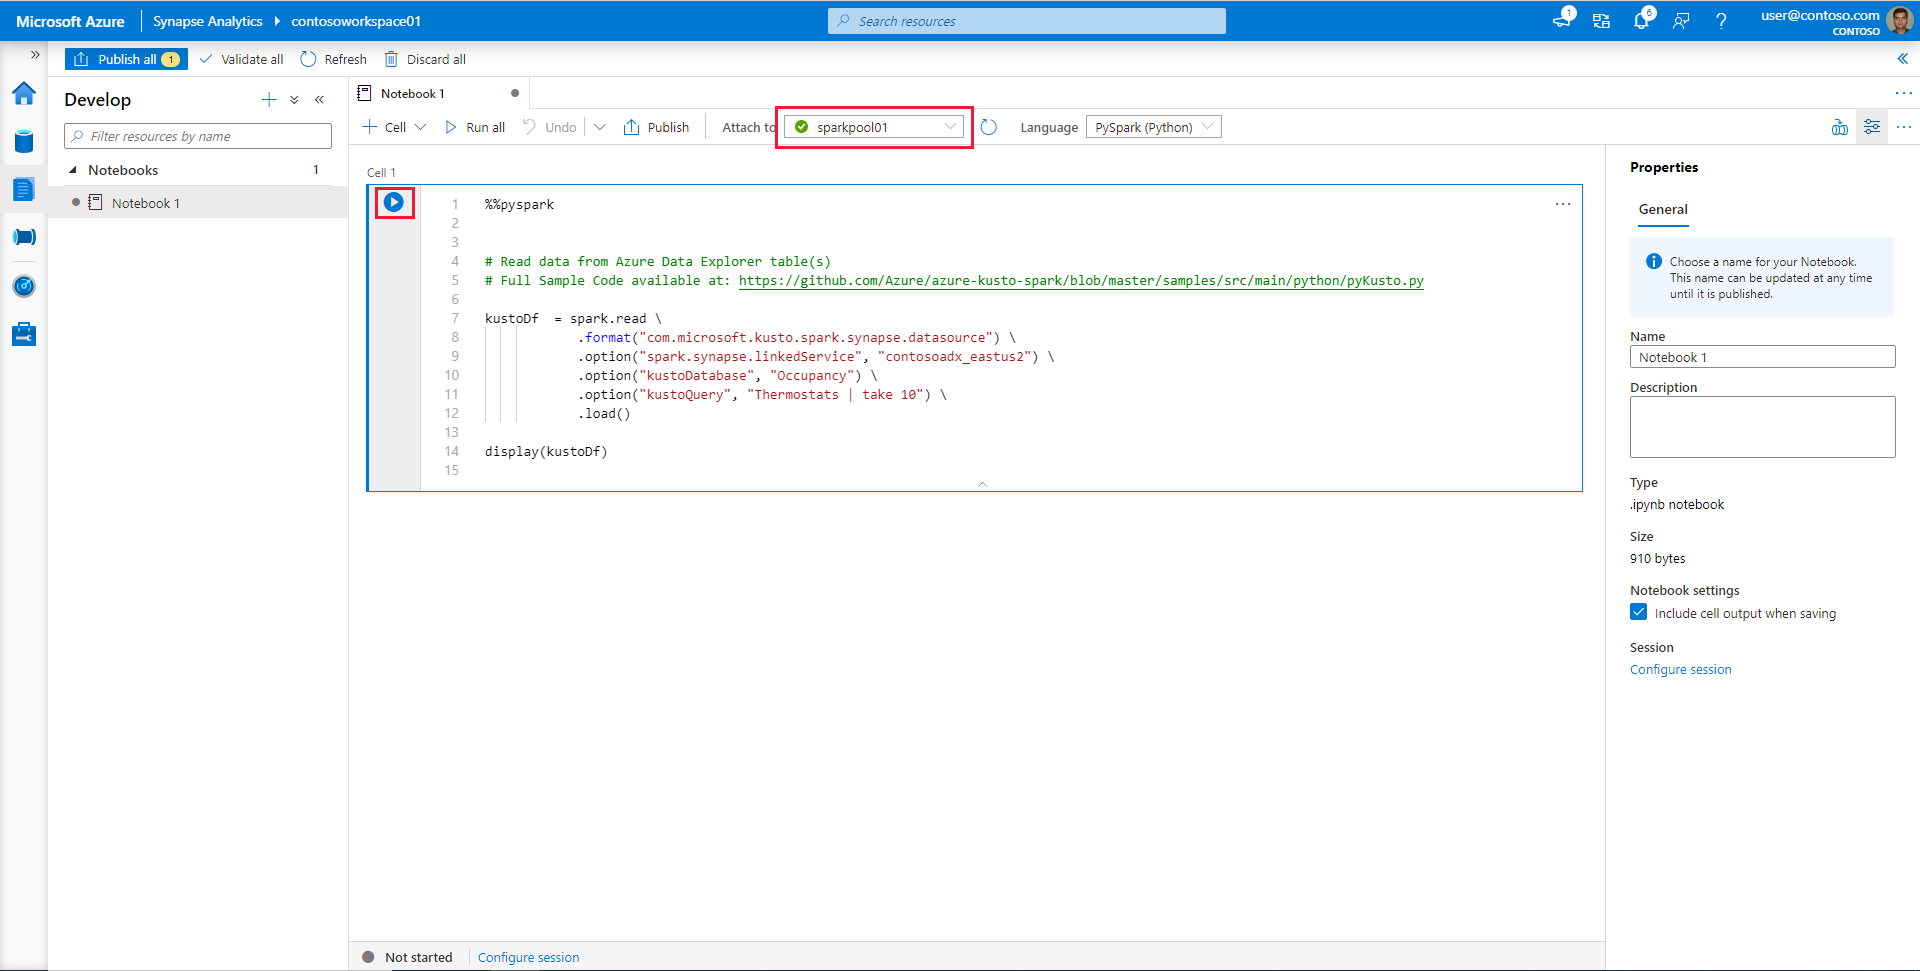 Microsoft Azure
Synapse Analytics
contosoworkspace01
Search resources
1
6
?
user@contoso.com
CONTOSO
Publish all 1
Validate all
Refresh
Discard all
Develop
Filter resources by name
Notebooks 1
Notebook 1
Notebook 1
Cell
Run all
Undo
Publish
Attach to
sparkpool01
Language
PySpark (Python)
Cell 1
1 %%pyspark
2
3
4 # Read data from Azure Data Explorer table(s)
5 # Full Sample Code available at: https://github.com/Azure/azure-kusto-spark/blob/master/samples/src/main/python/pyKusto.py
6
7 kustoDf  = spark.read \
8 .format("com.microsoft.kusto.spark.synapse.datasource") \
9 .option("spark.synapse.linkedService", "contosoadx_eastus2") \
10 .option("kustoDatabase", "Occupancy") \
11 .option("kustoQuery", "Thermostats | take 10") \
12 .load()
13
14 display(kustoDf)
15
Not started
Configure session
Properties
General
Choose a name for your Notebook.
This name can be updated at any time
until it is published.
Name
Notebook 1
Description
Type
.ipynb notebook
Size
910 bytes
Notebook settings
Include cell output when saving
Session
Configure session